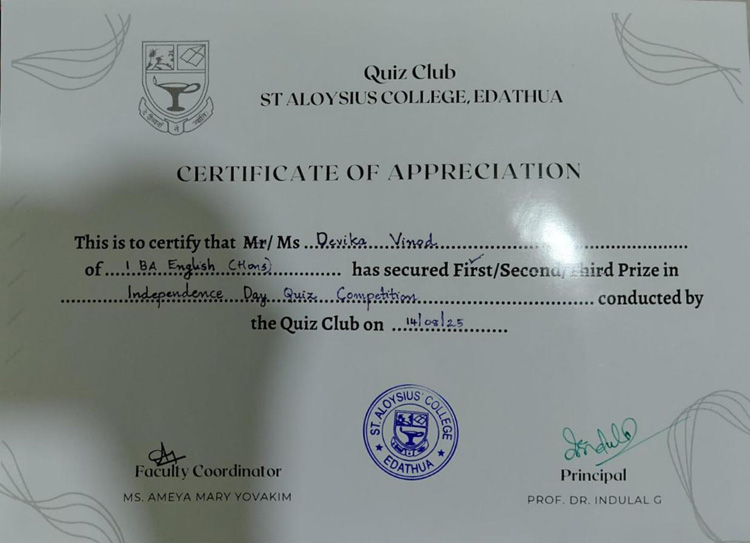 Quiz Club
ST ALOYSIUS COLLEGE, EDATHUA
CERTIFICATE OF APPRECIATION
This is to certify that Mr/ Ms Devika Vinod
of I BA English (Hons) has secured First/Second/Third Prize in
Independence Day Quiz Competition conducted by
the Quiz Club on 14/08/25
ST. ALOYSIUS' COLLEGE
EDATHUA
Indulal
Faculty Coordinator
Principal
MS. AMEYA MARY YOVAKIM
PROF. DR. INDULAL G